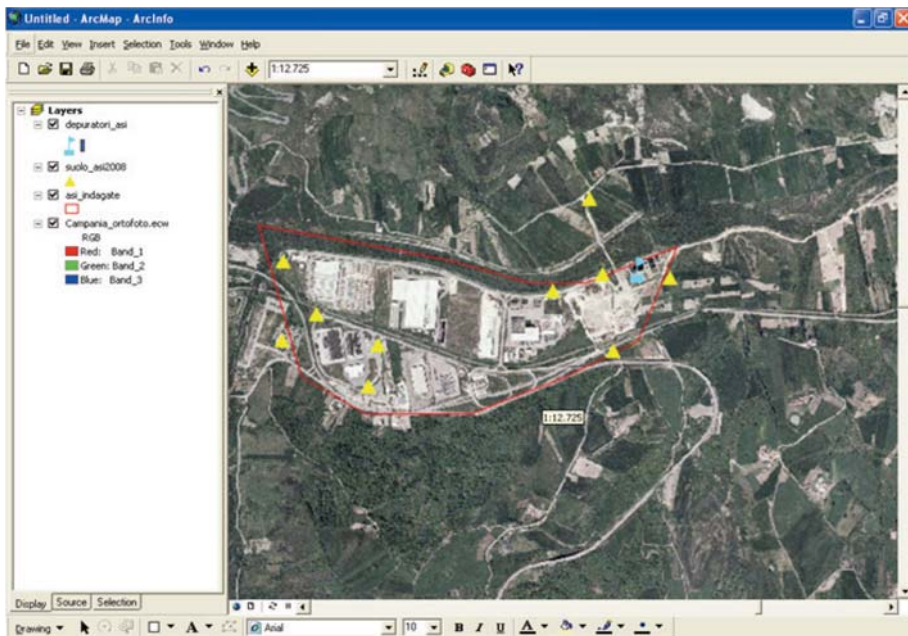 Untitled - ArcMap - ArcInfo
File Edit View Insert Selection Tools Window Help
1:12.725
Layers
depuratori_asi
suolo_asi2008
asi_indagate
Campania_ortofoto.ecw
RGB
Red: Band_1
Green: Band_2
Blue: Band_3
1:12.725
Display Source Selection
Drawing A Arial 10 B I U A